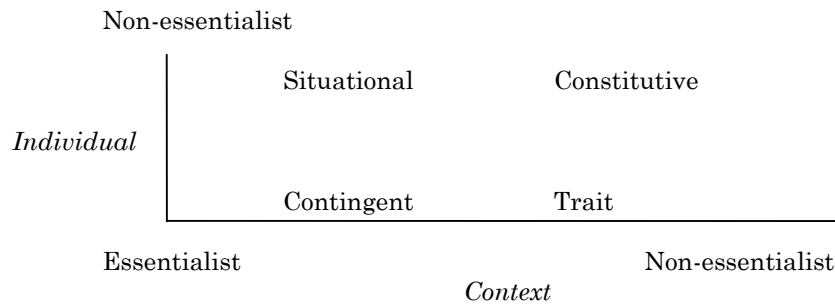 Non-essentialist
Situational Constitutive
Individual
Contingent Trait
Essentialist Non-essentialist
Context